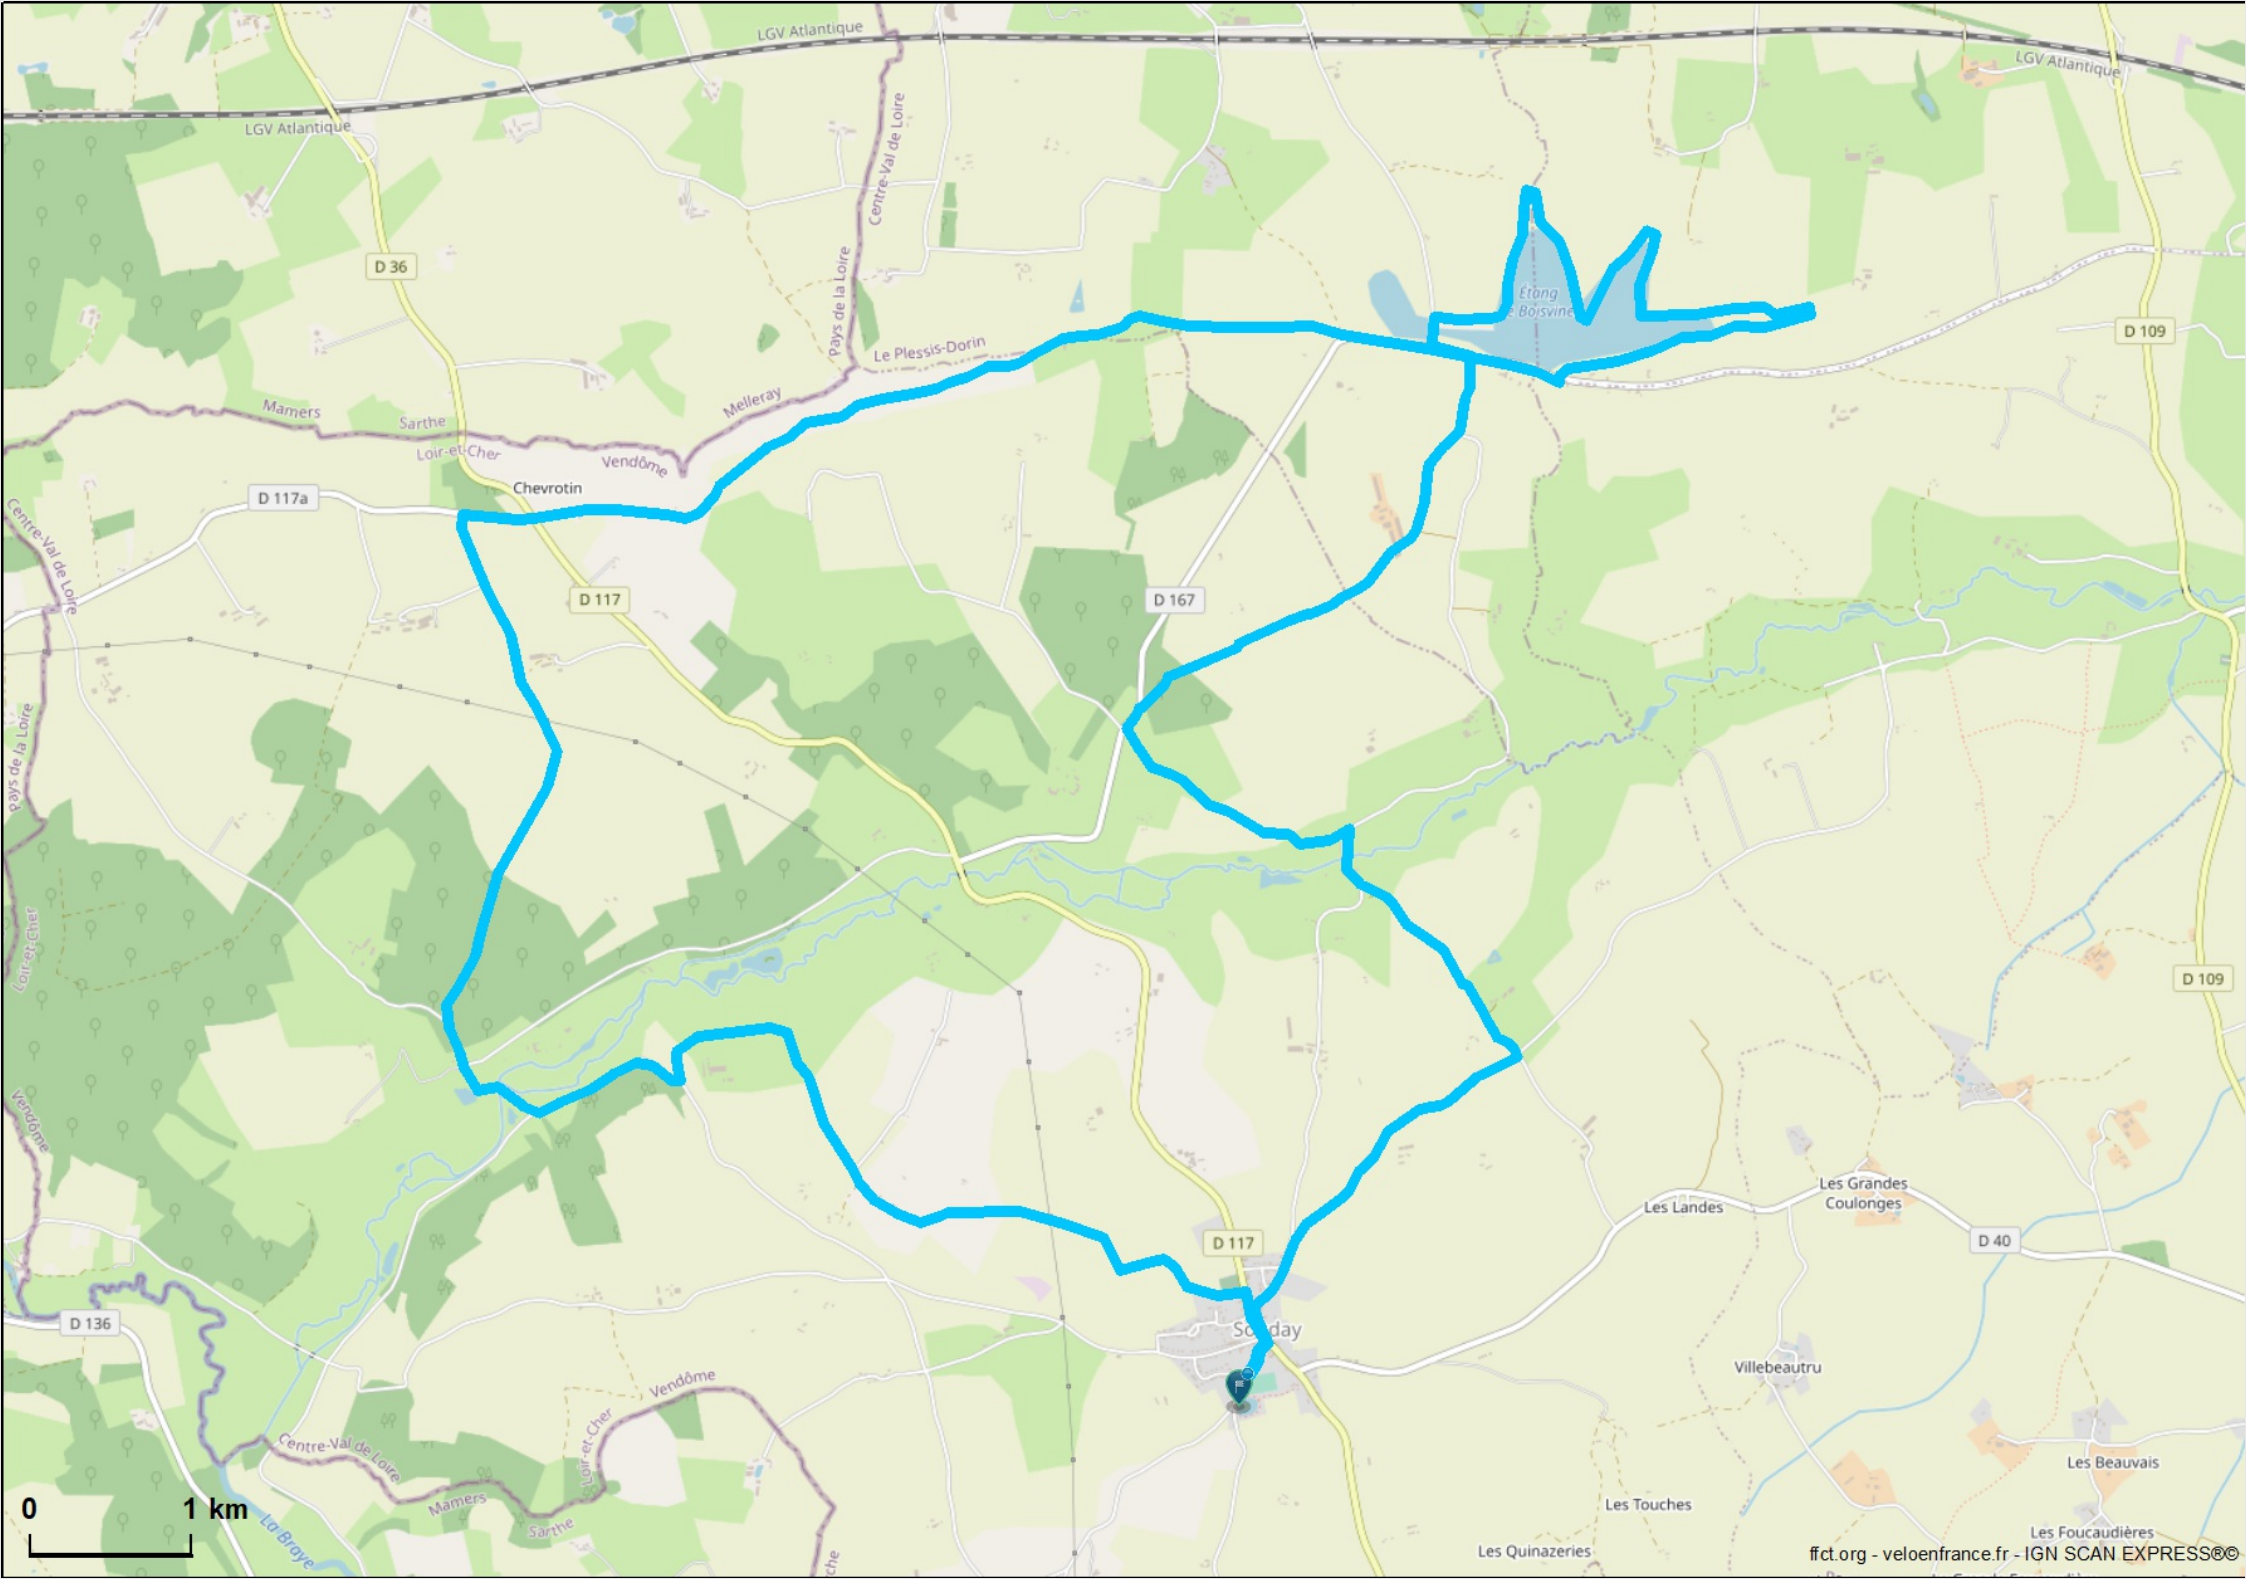 LGV Atlantique
LGV Atlantique
LGV Atlantique
Centre-Val de Loire
Pays de la Loire
D 36
Étang
Boisvine
D 109
Le Plessis-Dorin
Melleray
Mamers
Sarthe
Loir-et-Cher
Vendôme
Chevrotin
D 117a
Centre-Val de Loire
D 117
D 167
Pays de la Loire
Loir-et-Cher
D 109
Vendôme
Les Grandes
Coulonges
Les Landes
D 117
D 40
D 136
Villebeautru
Vendôme
Loir-et-Cher
Centre-Val de Loire
Les Beauvais
Mamers
Sarthe
Les Touches
La Braye
Les Foucaudières
Les Quinazeries
0 1 km
ffct.org - veloenfrance.fr - IGN SCAN EXPRESS®©